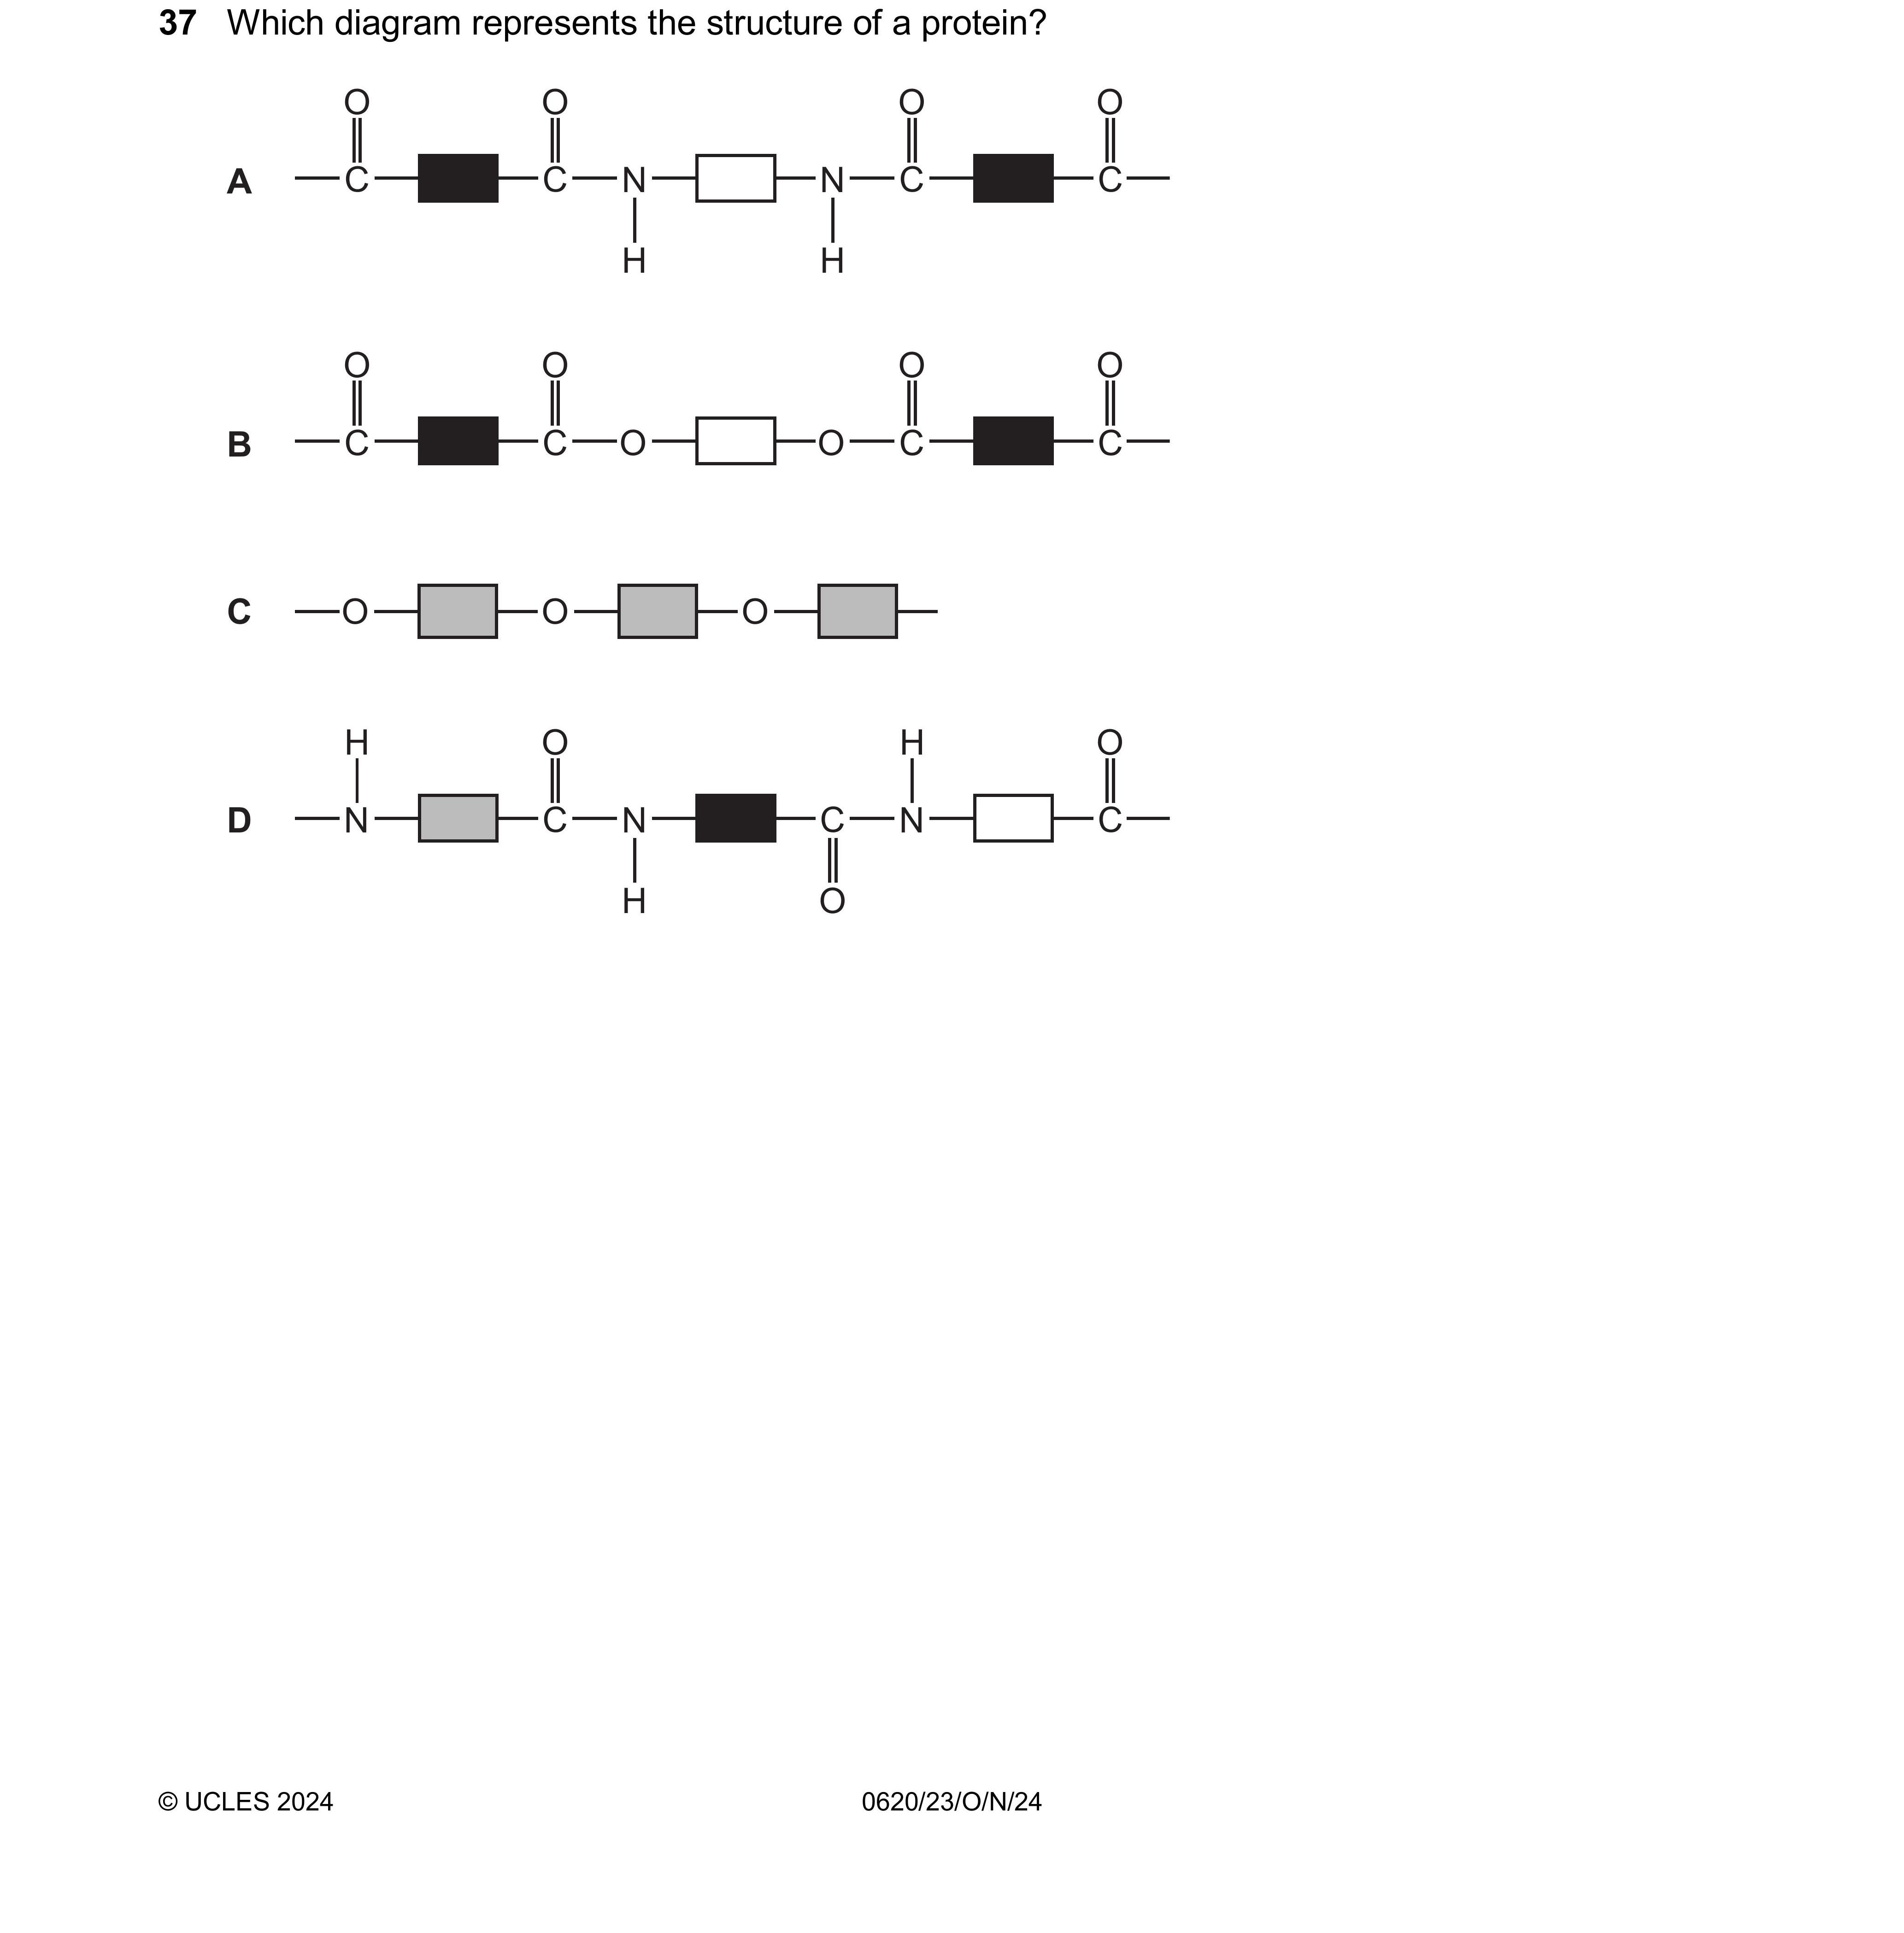 37 Which diagram represents the structure of a protein?
O O O O
A C C N N C C
H H
O O O O
B C C O O C C
C O O O
H O H O
D N C N C N C
H O
© UCLES 2024 0620/23/O/N/24